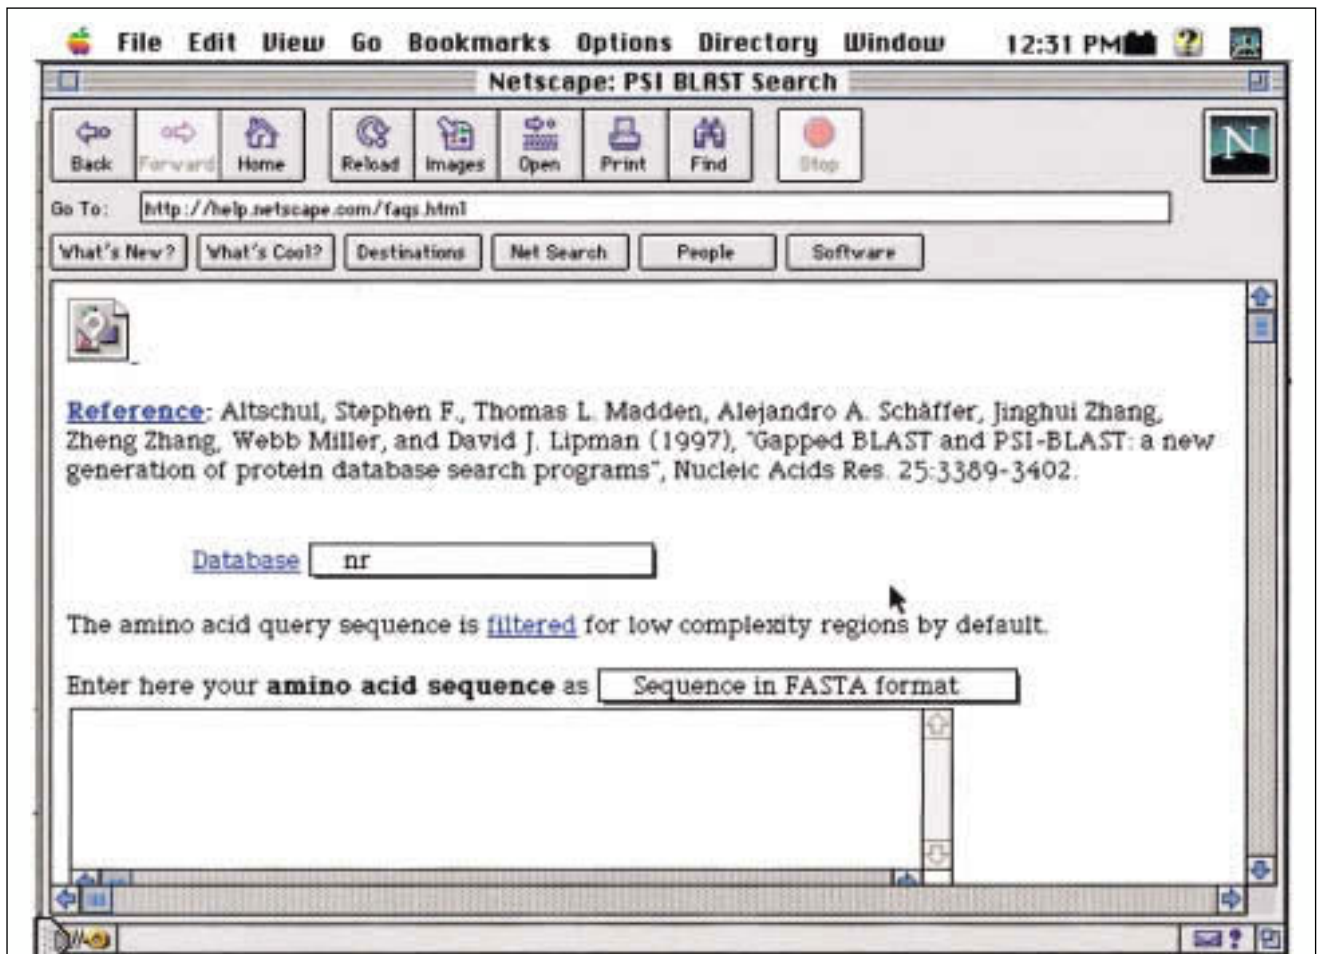 File Edit View Go Bookmarks Options Directory Window 12:31 PM ?
Netscape: PSI BLAST Search
Back Forward Home Reload Images Open Print Find Stop N
Go To: http://help.netscape.com/faqs.html
What's New? What's Cool? Destinations Net Search People Software
Reference: Altschul, Stephen F., Thomas L. Madden, Alejandro A. Schäffer, Jinghui Zhang,
Zheng Zhang, Webb Miller, and David J. Lipman (1997), "Gapped BLAST and PSI-BLAST: a new
generation of protein database search programs", Nucleic Acids Res. 25:3389-3402.
Database nr
The amino acid query sequence is filtered for low complexity regions by default.
Enter here your amino acid sequence as Sequence in FASTA format
?